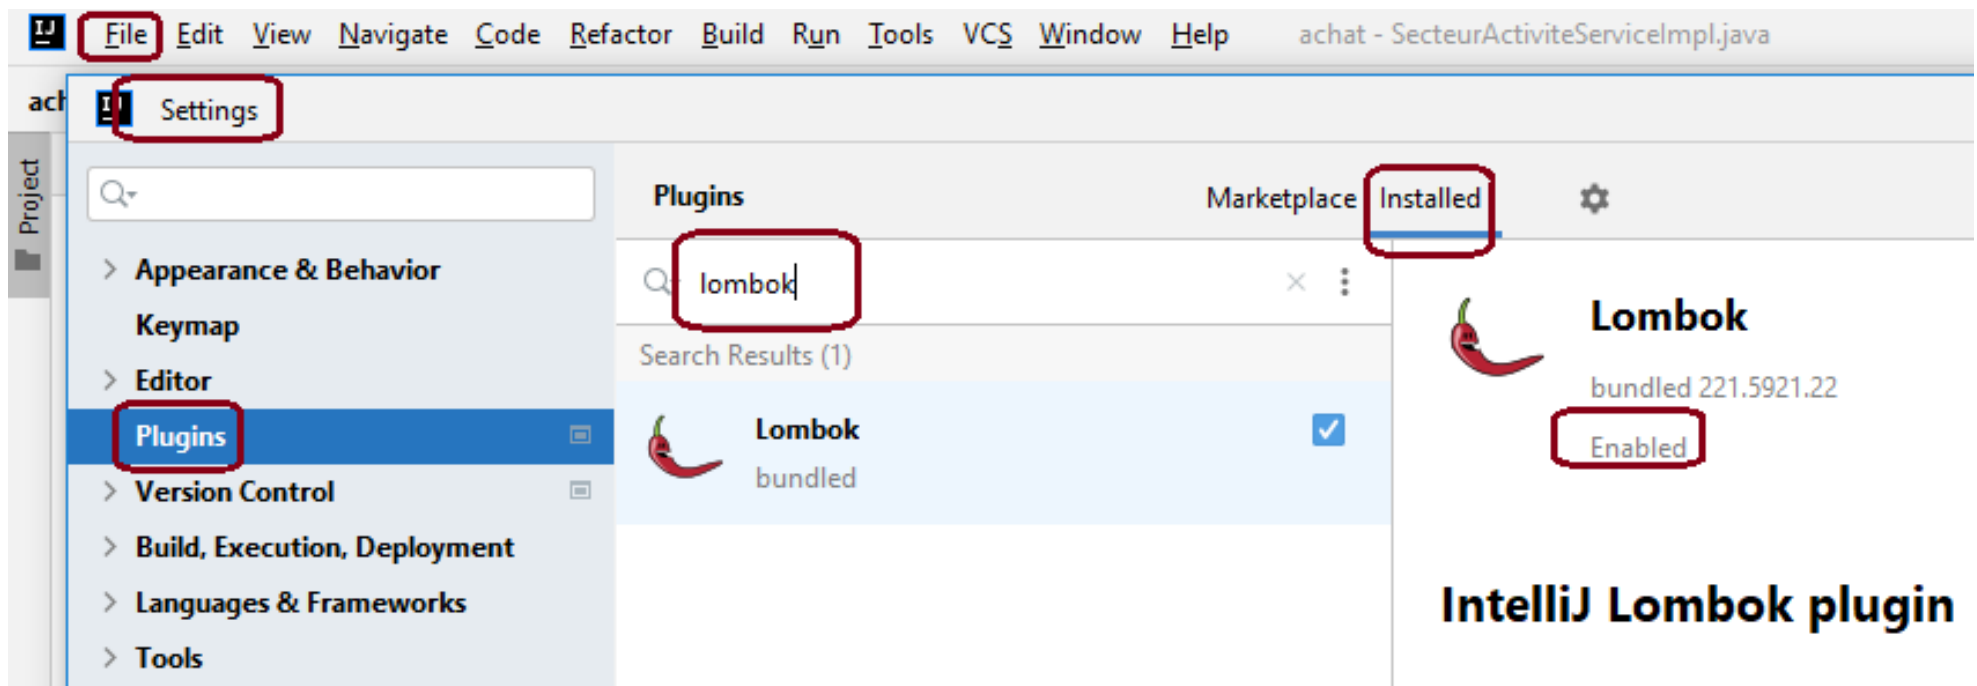 IJ File Edit View Navigate Code Refactor Build Run Tools VCS Window Help achat - SecteurActiviteServiceImpl.java
ach
IJ Settings
Project
Plugins Marketplace Installed
Appearance & Behavior
lombok
Keymap
Lombok
Search Results (1)
Editor
bundled 221.5921.22
Plugins
Lombok
Enabled
bundled
Version Control
Build, Execution, Deployment
Languages & Frameworks
IntelliJ Lombok plugin
Tools